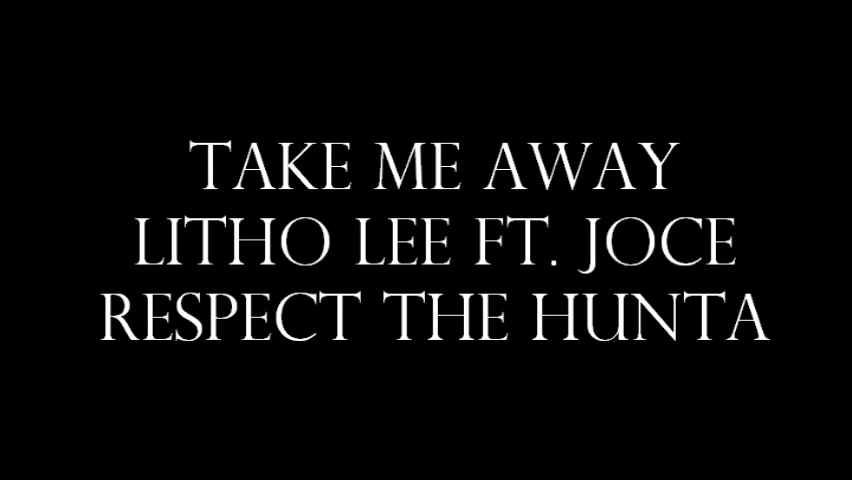 TAKE ME AWAY
LITHO LEE FT. JOCE
RESPECT THE HUNTA